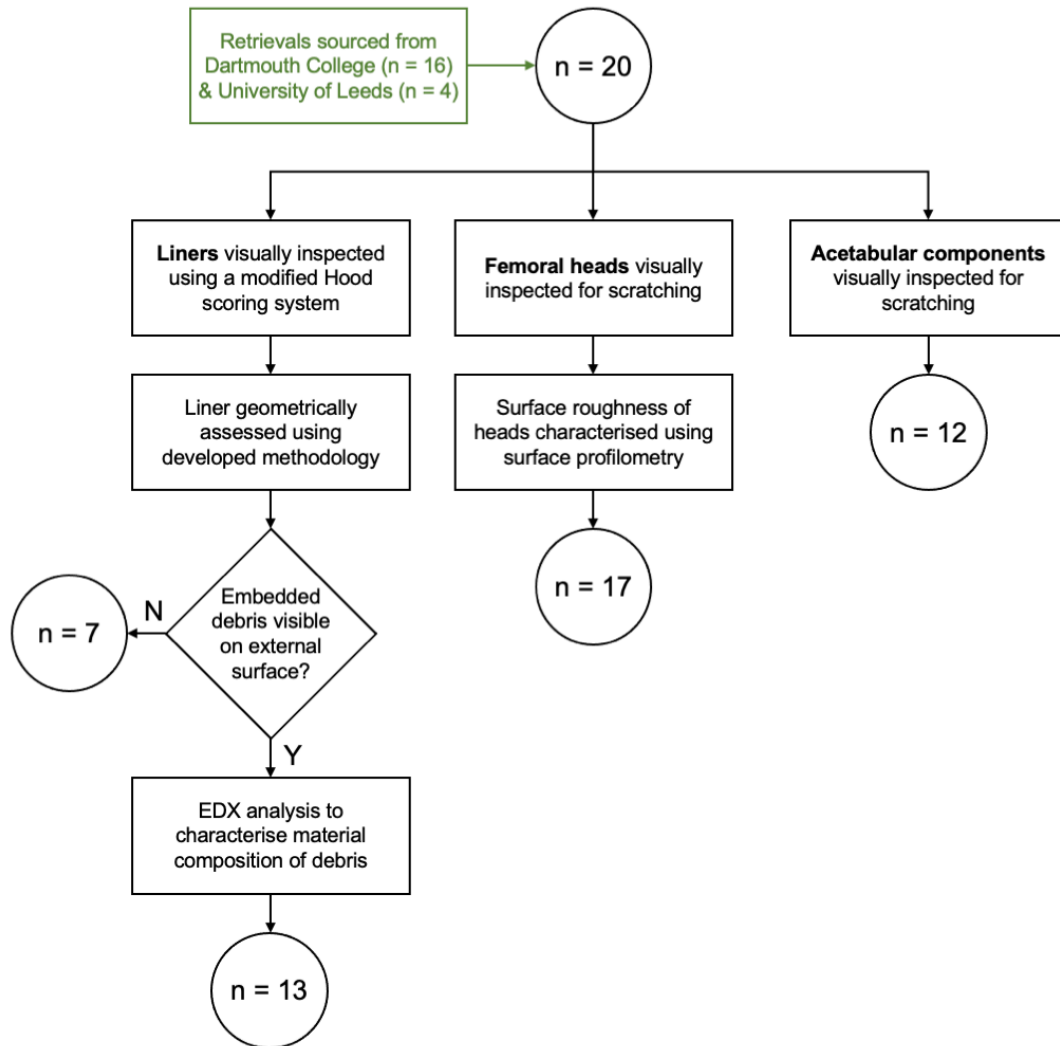 Retrievals sourced from
Dartmouth College (n = 16)
& University of Leeds (n = 4)
n = 20
Liners visually inspected
using a modified Hood
scoring system
Femoral heads visually
inspected for scratching
Acetabular components
visually inspected for
scratching
Liner geometrically
assessed using
developed methodology
Surface roughness of
heads characterised using
surface profilometry
n = 12
Embedded
debris visible
on external
surface?
N
n = 7
n = 17
Y
EDX analysis to
characterise material
composition of debris
n = 13